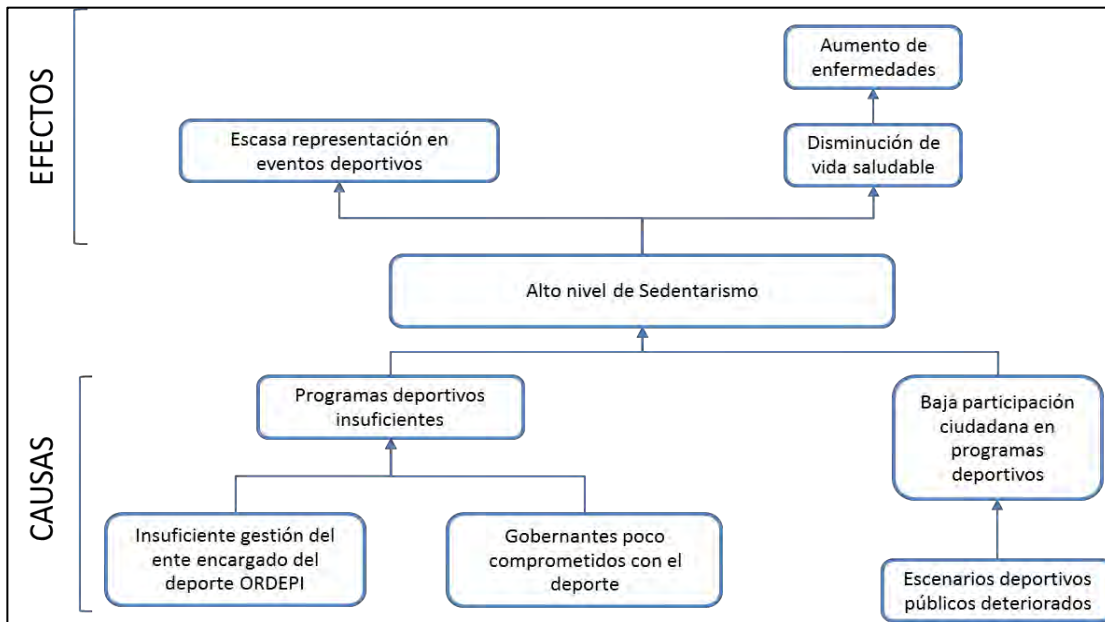 EFECTOS
Aumento de
enfermedades
Escasa representación en
eventos deportivos
Disminución de
vida saludable
Alto nivel de Sedentarismo
CAUSAS
Programas deportivos
insuficientes
Baja participación
ciudadana en
programas
deportivos
Insuficiente gestión del
ente encargado del
deporte ORDEPI
Gobernantes poco
comprometidos con el
deporte
Escenarios deportivos
públicos deteriorados